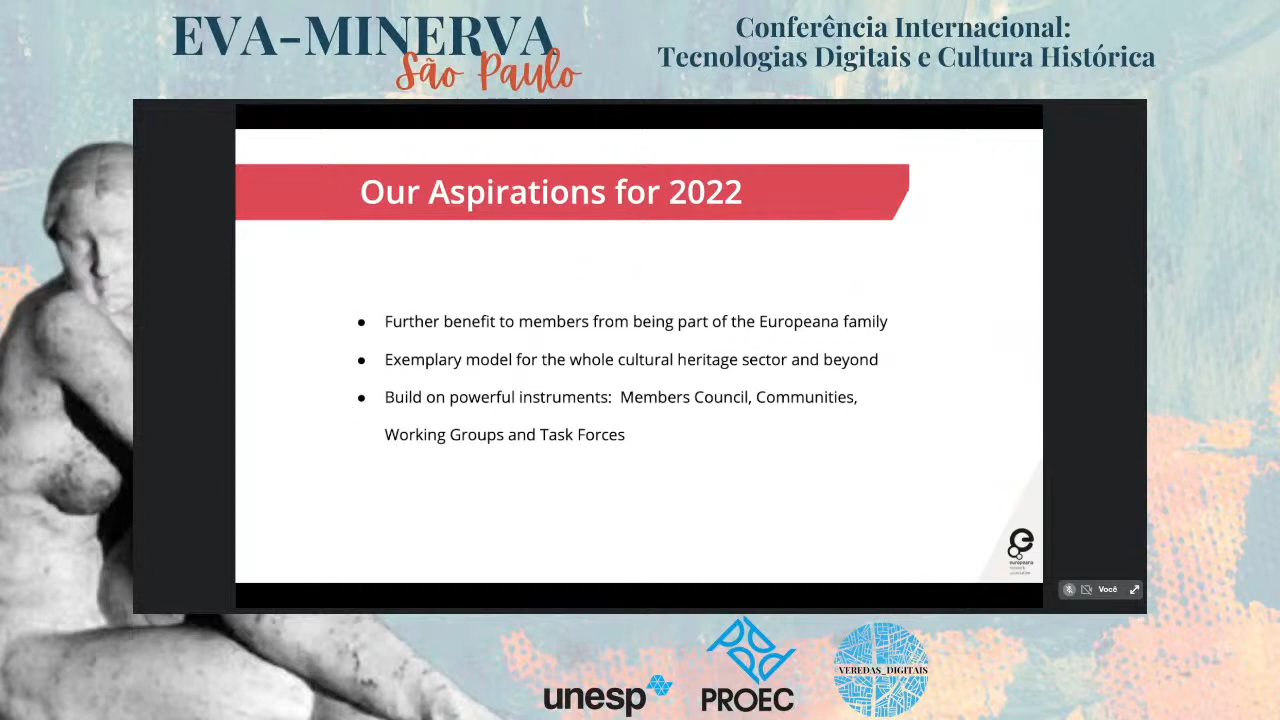 EVA-MINERVA
São Paulo
Conferência Internacional:
Tecnologias Digitais e Cultura Histórica
Our Aspirations for 2022
● Further benefit to members from being part of the Europeana family
● Exemplary model for the whole cultural heritage sector and beyond
● Build on powerful instruments: Members Council, Communities,
Working Groups and Task Forces
europeana
Você
unesp
PROEC
VEREDAS_DIGITAIS